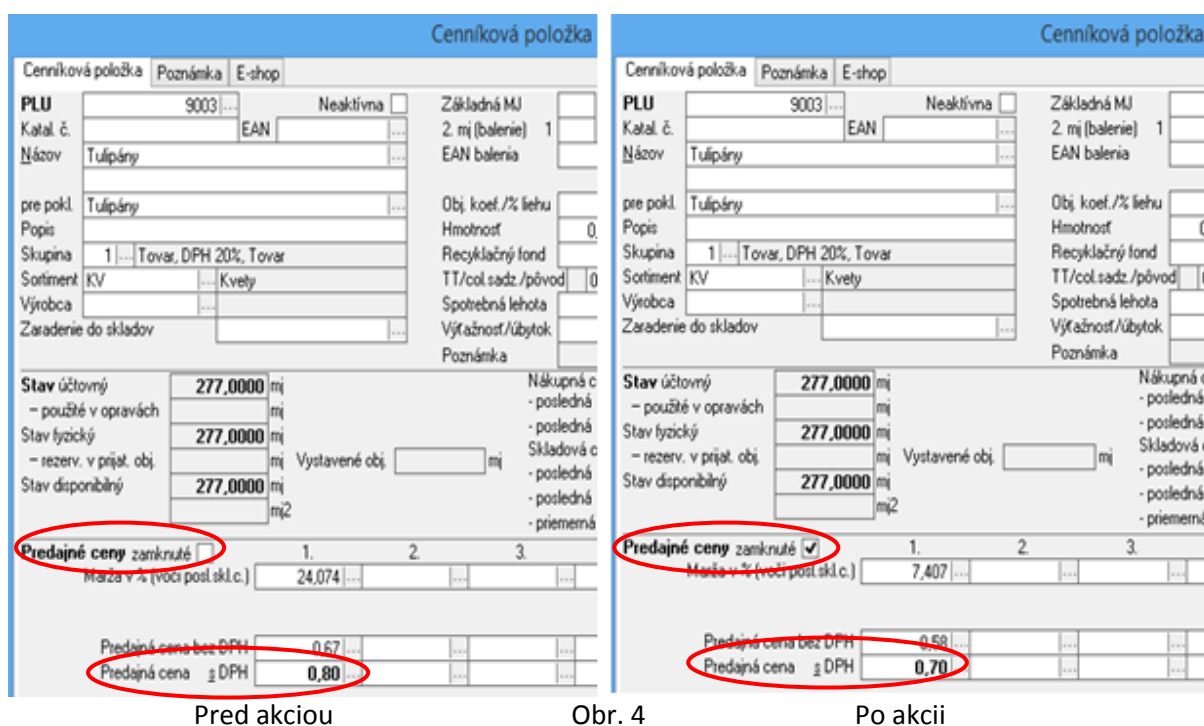 Cenníková položka
Cenníková položka Poznámka E-shop
PLU 9003 ... Neaktívna Základná MJ
Katal. č. EAN ... 2. mj (balenie) 1
Názov Tulipány ... EAN balenia
pre pokl. Tulipány ... Obj. koef./% liehu
Popis Hmotnosť 0,
Skupina 1 ... Tovar, DPH 20%, Tovar Recyklačný fond
Sortiment KV ... Kvety TT/col.sadz./pôvod 0
Výrobca ... Spotrebná lehota
Zaradenie do skladov ... Výťažnosť/úbytok
Poznámka
Stav účtovný 277,0000 mj Nákupná c
– použité v opravách mj - posledná
Stav fyzický 277,0000 mj - posledná
– rezerv. v prijat. obj. mj Vystavené obj. mj Skladová c
Stav disponibilný 277,0000 mj - posledná
mj2 - posledná
- priemerná
Predajné ceny zamknuté 1. 2. 3.
Marža v % (voči posl.skl.c.) 24,074 ... ... ...
Predajná cena bez DPH 0,67 ... ... ...
Predajná cena s DPH 0,80 ... ... ...
Cenníková položka
Cenníková položka Poznámka E-shop
PLU 9003 ... Neaktívna Základná MJ
Katal. č. EAN ... 2. mj (balenie) 1
Názov Tulipány ... EAN balenia
pre pokl. Tulipány ... Obj. koef./% liehu
Popis Hmotnosť
Skupina 1 ... Tovar, DPH 20%, Tovar Recyklačný fond
Sortiment KV ... Kvety TT/col.sadz./pôvod
Výrobca ... Spotrebná lehota
Zaradenie do skladov ... Výťažnosť/úbytok
Poznámka
Stav účtovný 277,0000 mj Nákupná c
– použité v opravách mj - posledná
Stav fyzický 277,0000 mj - posledná
– rezerv. v prijat. obj. mj Vystavené obj. mj Skladová c
Stav disponibilný 277,0000 mj - posledná
mj2 - posledná
- priemerná
Predajné ceny zamknuté 1. 2. 3.
Marža v % (voči posl.skl.c.) 7,407 ... ... ...
Predajná cena bez DPH 0,58 ... ... ...
Predajná cena s DPH 0,70 ... ... ...
Pred akciou Obr. 4 Po akcii